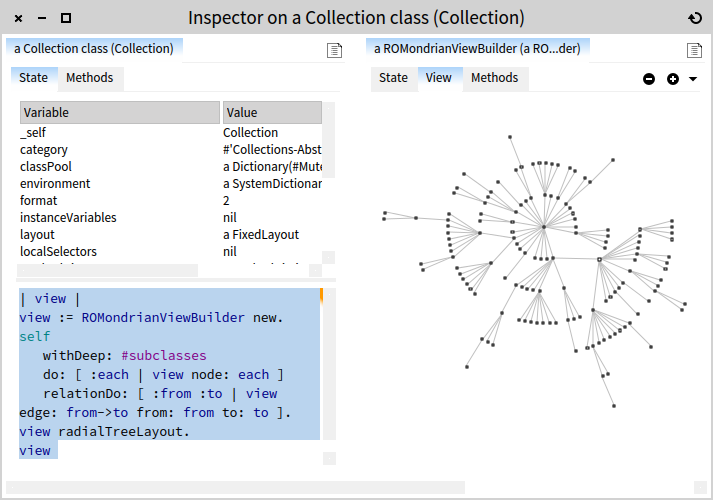 Inspector on a Collection class (Collection)
a Collection class (Collection)
State Methods
Variable Value
_self Collection
category #'Collections-Abst
classPool a Dictionary(#Mute
environment a SystemDictionar
format 2
instanceVariables nil
layout a FixedLayout
localSelectors nil
| view |
view := ROMondrianViewBuilder new.
self
withDeep: #subclasses
do: [ :each | view node: each ]
relationDo: [ :from :to | view
edge: from->to from: from to: to ].
view radialTreeLayout.
view
a ROMondrianViewBuilder (a RO...der)
State View Methods